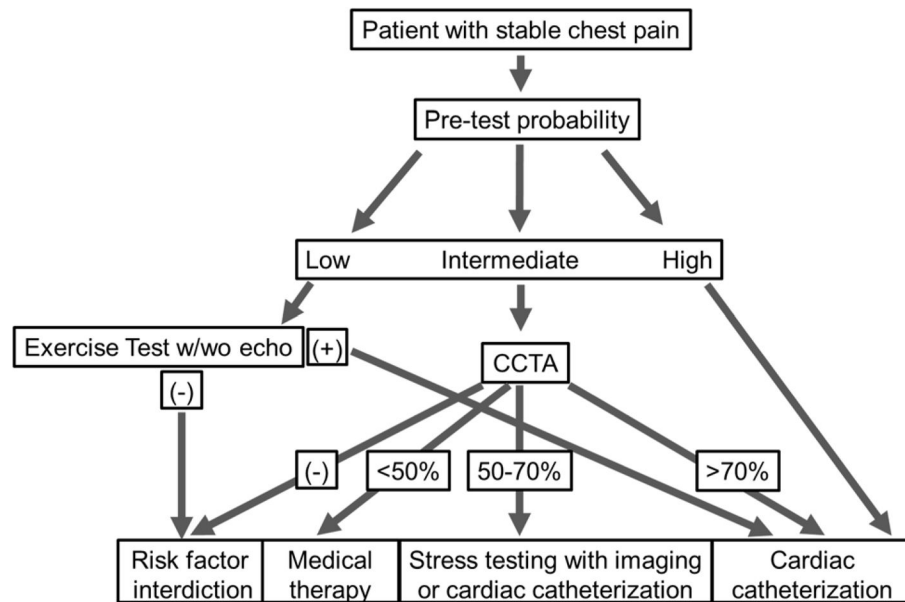 Patient with stable chest pain
Pre-test probability
Low Intermediate High
Exercise Test w/wo echo (+)
CCTA
(-)
(-) <50% 50-70% >70%
Risk factor Medical Stress testing with imaging Cardiac
interdiction therapy or cardiac catheterization catheterization